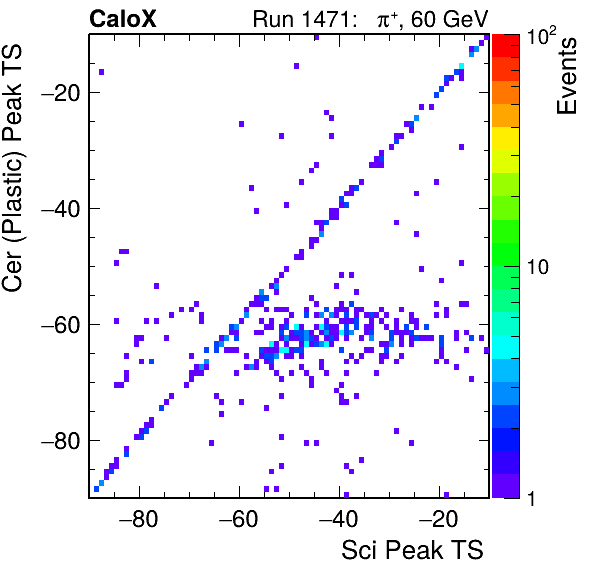 CaloX Run 1471: π⁺, 60 GeV
Cer (Plastic) Peak TS
−20
−40
−60
−80
−80 −60 −40 −20
Sci Peak TS
10²
10
1
Events